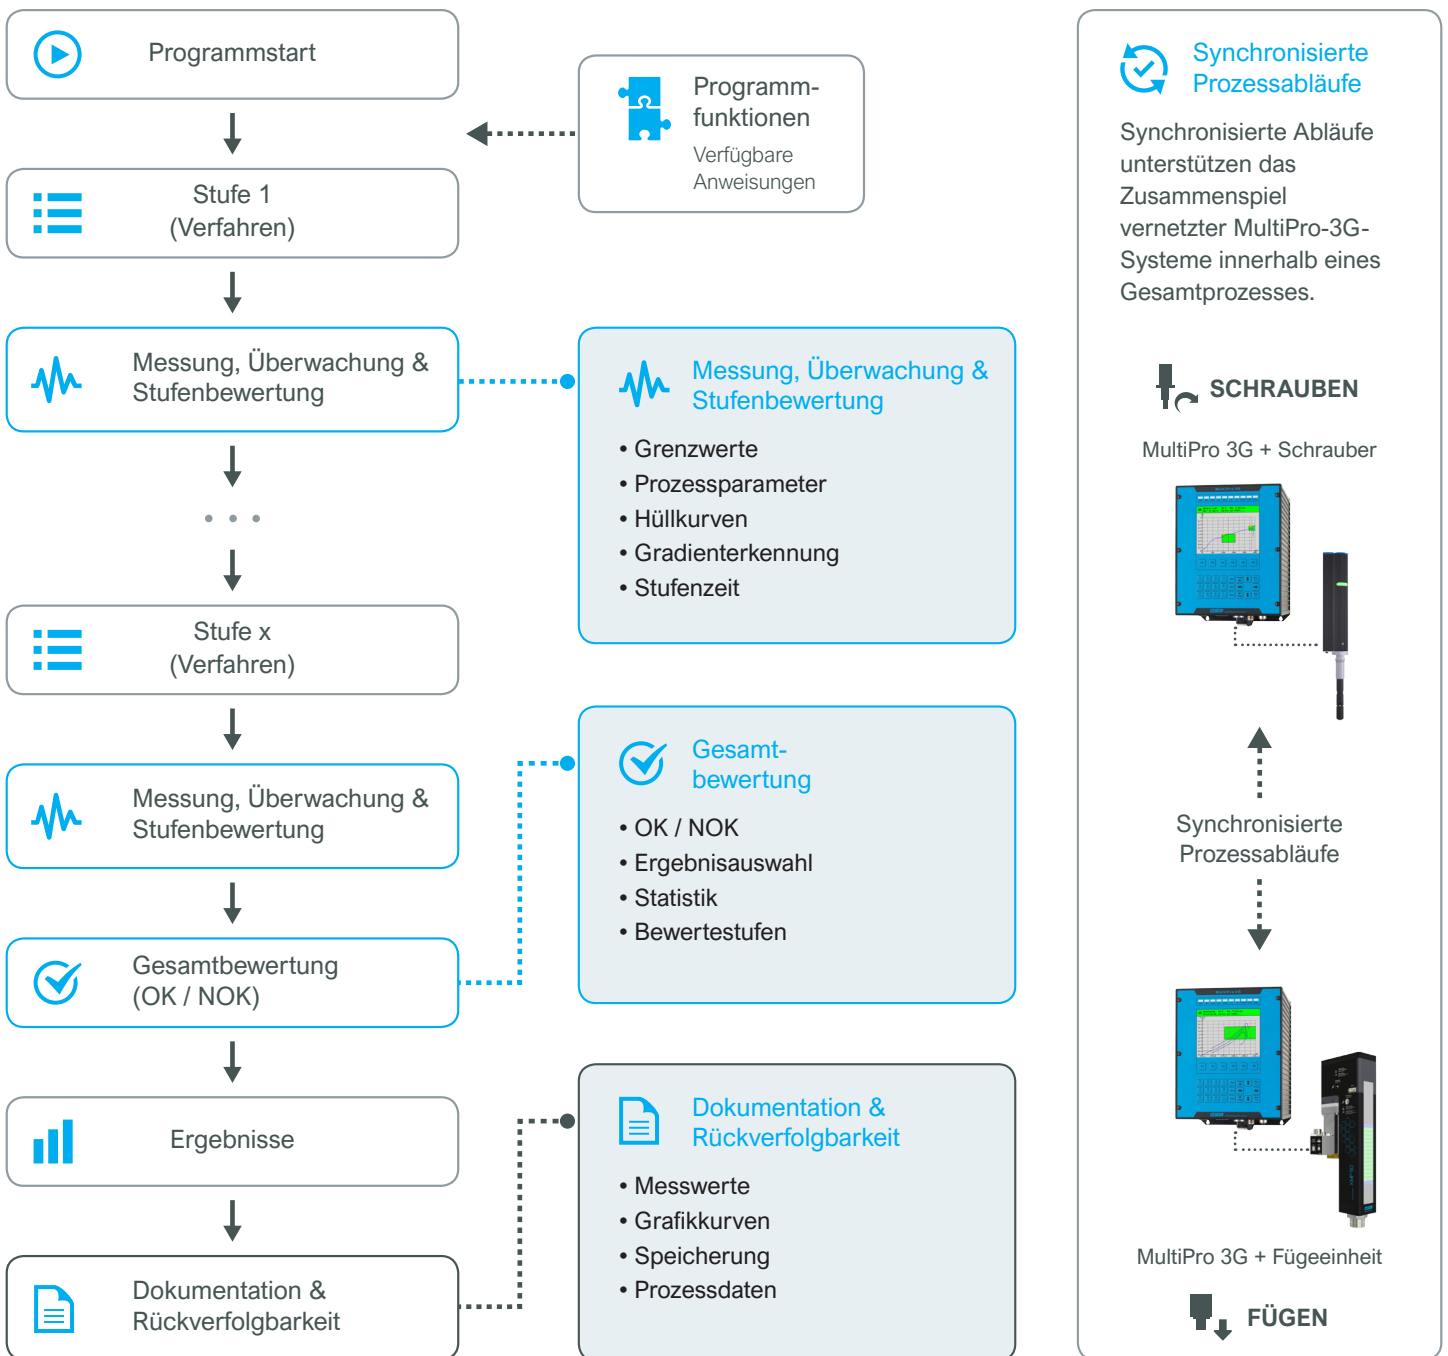 Programmstart
Programm-
funktionen
Verfügbare
Anweisungen
Stufe 1
(Verfahren)
Messung, Überwachung &
Stufenbewertung
Messung, Überwachung &
Stufenbewertung
• Grenzwerte
• Prozessparameter
• Hüllkurven
• Gradienterkennung
• Stufenzeit
Stufe x
(Verfahren)
Messung, Überwachung &
Stufenbewertung
Gesamt-
bewertung
• OK / NOK
• Ergebnisauswahl
• Statistik
• Bewertestufen
Gesamtbewertung
(OK / NOK)
Ergebnisse
Dokumentation &
Rückverfolgbarkeit
• Messwerte
• Grafikkurven
• Speicherung
• Prozessdaten
Dokumentation &
Rückverfolgbarkeit
Synchronisierte
Prozessabläufe
Synchronisierte Abläufe
unterstützen das
Zusammenspiel
vernetzter MultiPro-3G-
Systeme innerhalb eines
Gesamtprozesses.
SCHRAUBEN
MultiPro 3G + Schrauber
Synchronisierte
Prozessabläufe
MultiPro 3G + Fügeeinheit
FÜGEN